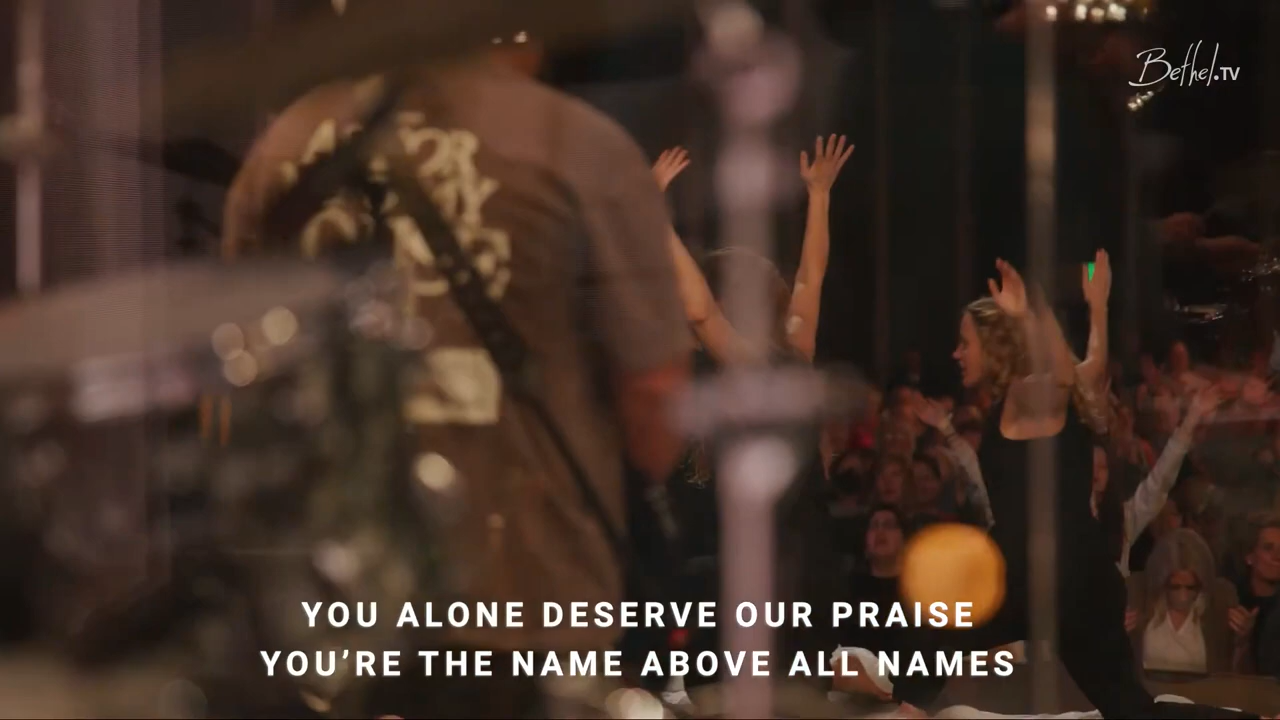 Bethel.TV
YOU ALONE DESERVE OUR PRAISE
YOU’RE THE NAME ABOVE ALL NAMES